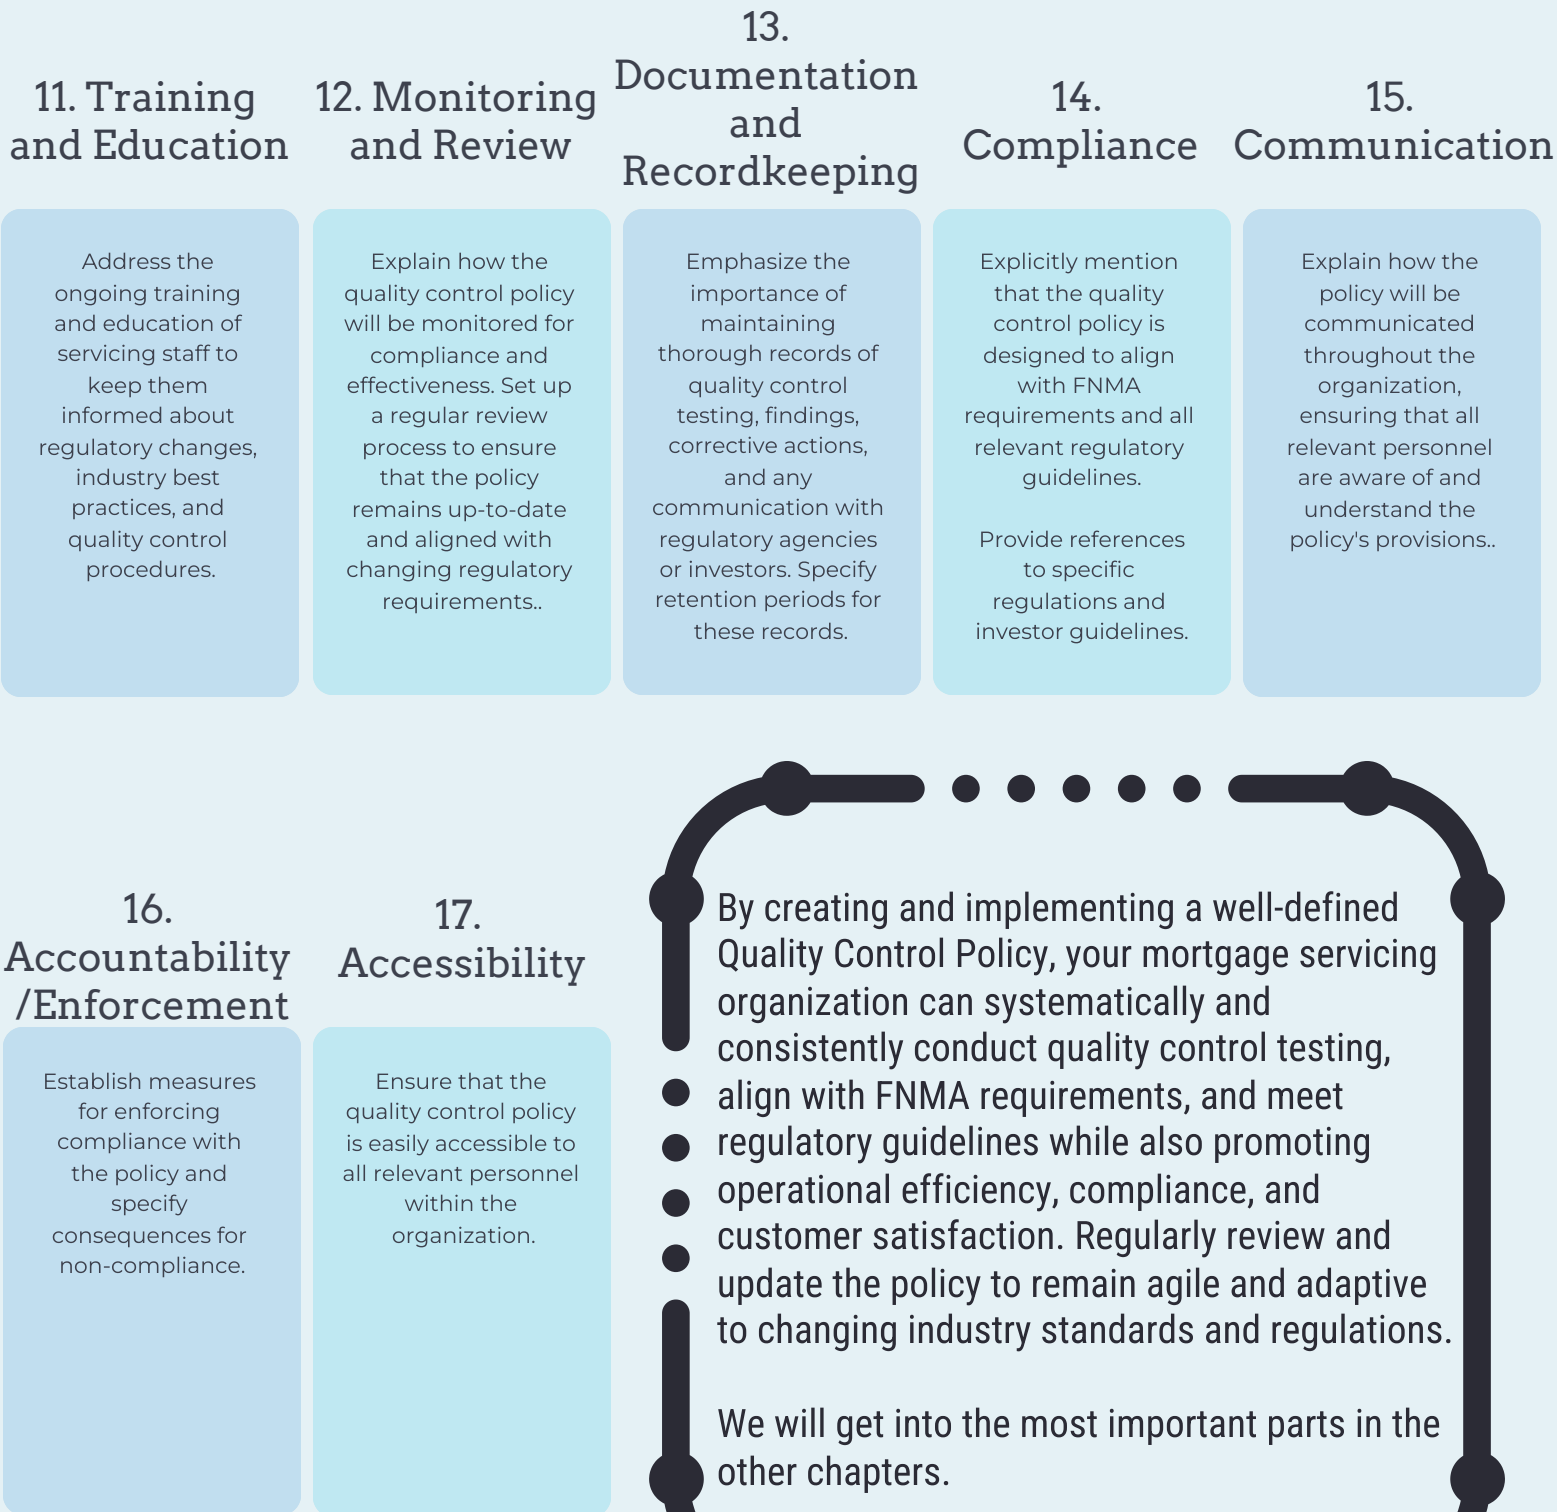 11. Training
and Education
Address the
ongoing training
and education of
servicing staff to
keep them
informed about
regulatory changes,
industry best
practices, and
quality control
procedures.
12. Monitoring
and Review
Explain how the
quality control policy
will be monitored for
compliance and
effectiveness. Set up
a regular review
process to ensure
that the policy
remains up-to-date
and aligned with
changing regulatory
requirements..
13.
Documentation
and
Recordkeeping
Emphasize the
importance of
maintaining
thorough records of
quality control
testing, findings,
corrective actions,
and any
communication with
regulatory agencies
or investors. Specify
retention periods for
these records.
14.
Compliance
Explicitly mention
that the quality
control policy is
designed to align
with FNMA
requirements and all
relevant regulatory
guidelines.
Provide references
to specific
regulations and
investor guidelines.
15.
Communication
Explain how the
policy will be
communicated
throughout the
organization,
ensuring that all
relevant personnel
are aware of and
understand the
policy's provisions..
16.
Accountability
/Enforcement
Establish measures
for enforcing
compliance with
the policy and
specify
consequences for
non-compliance.
17.
Accessibility
Ensure that the
quality control policy
is easily accessible to
all relevant personnel
within the
organization.
By creating and implementing a well-defined
Quality Control Policy, your mortgage servicing
organization can systematically and
consistently conduct quality control testing,
align with FNMA requirements, and meet
regulatory guidelines while also promoting
operational efficiency, compliance, and
customer satisfaction. Regularly review and
update the policy to remain agile and adaptive
to changing industry standards and regulations.
We will get into the most important parts in the
other chapters.